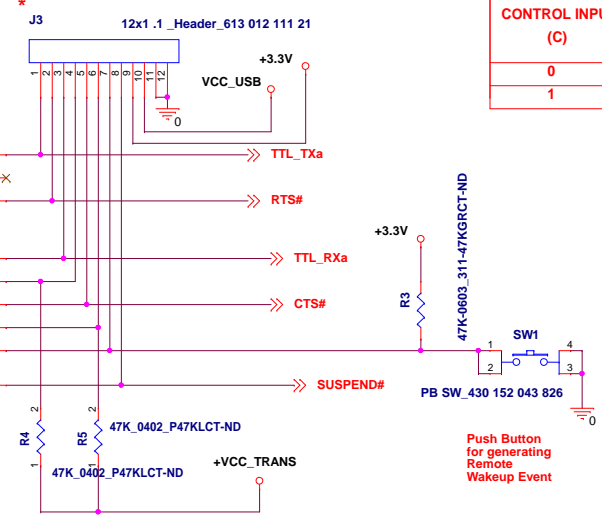 *
J3
12x1 .1 _Header_613 012 111 21
1 2 3 4 5 6 7 8 9 10 11 12
VCC_USB
+3.3V
0
CONTROL INPU
(C)
0
1
TTL_TXa
RTS#
TTL_RXa
CTS#
SUSPEND#
+3.3V
R3
47K-0603_311-47KGRCT-ND
SW1
1
2
4
3
PB SW_430 152 043 826
0
Push Button
for generating
Remote
Wakeup Event
2
R4
1
47K_0402_P47KLCT-ND
2
R5
1
47K_0402_P47KLCT-ND
+VCC_TRANS